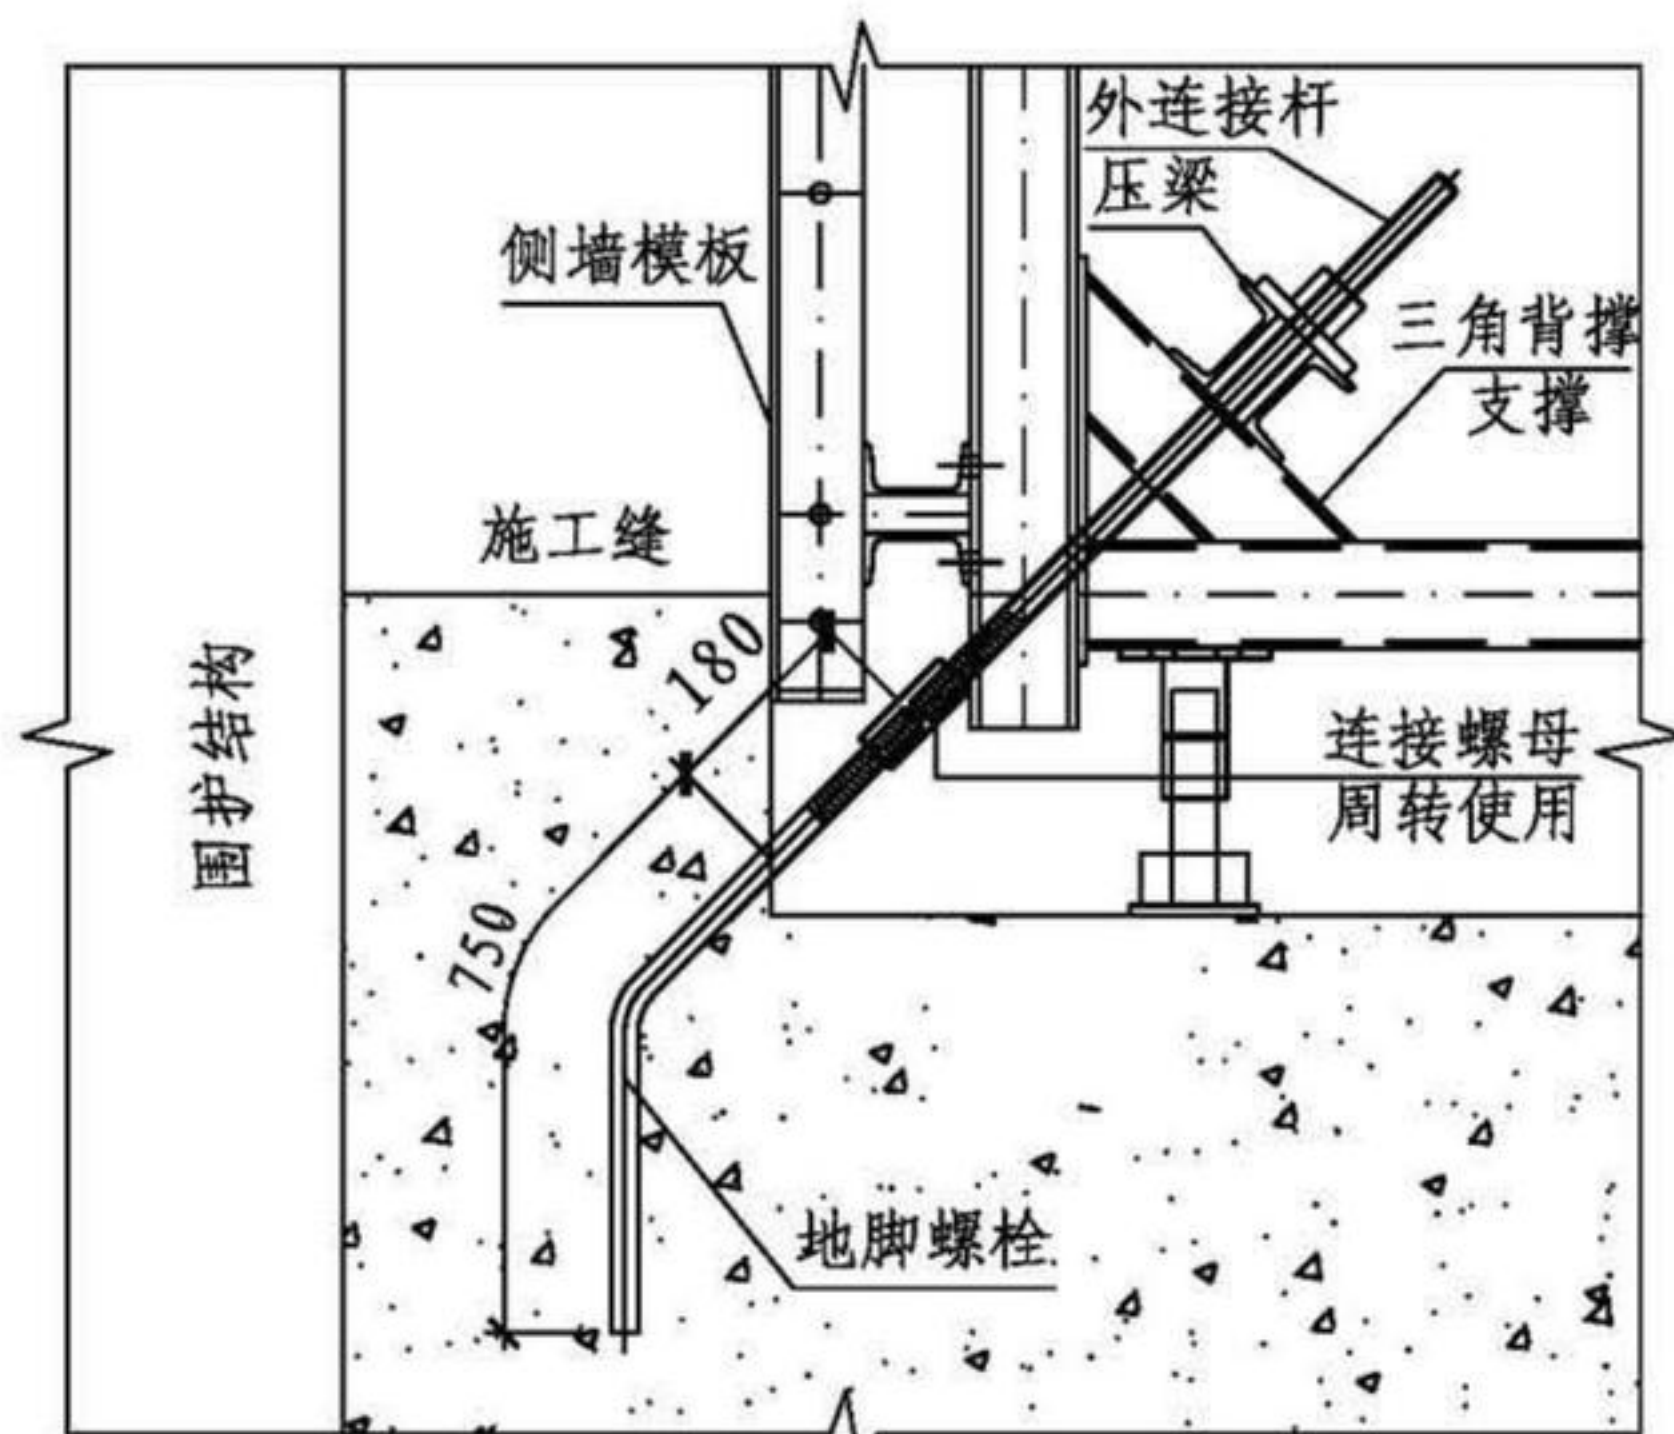 外连接杆
压梁
侧墙模板
三角背撑
支撑
施工缝
180
围护结构
连接螺母
周转使用
750
地脚螺栓